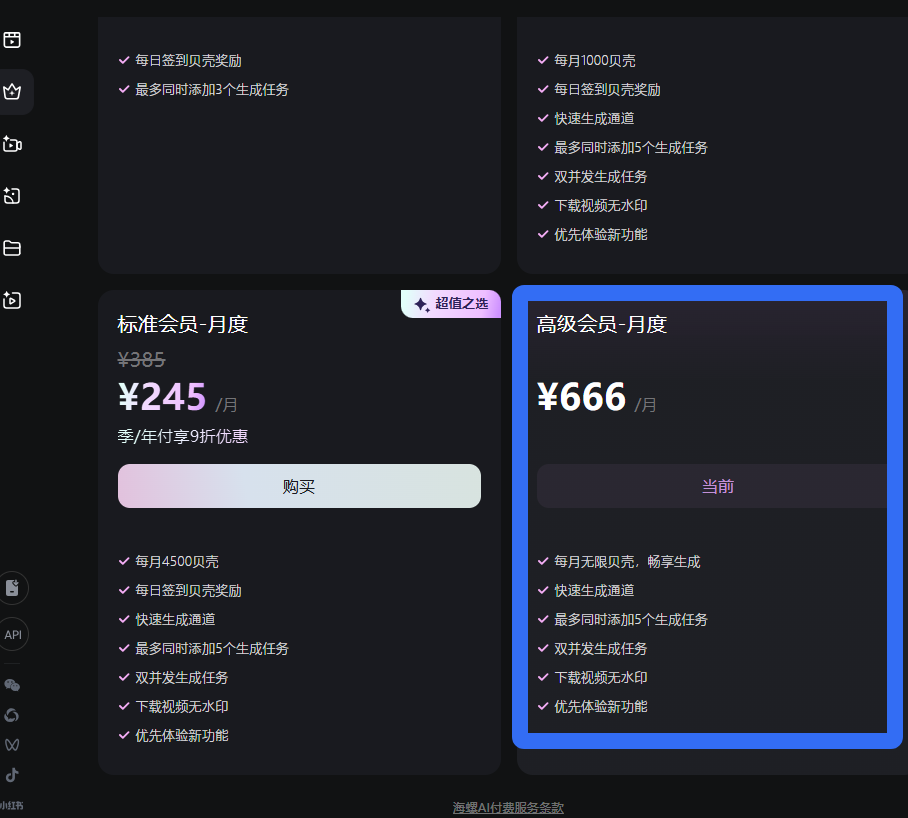 每日签到贝壳奖励
最多同时添加3个生成任务
每月1000贝壳
每日签到贝壳奖励
快速生成通道
最多同时添加5个生成任务
双并发生成任务
下载视频无水印
优先体验新功能
超值之选
标准会员-月度
¥385
¥245 /月
季/年付享9折优惠
购买
每月4500贝壳
每日签到贝壳奖励
快速生成通道
最多同时添加5个生成任务
双并发生成任务
下载视频无水印
优先体验新功能
高级会员-月度
¥666 /月
当前
每月无限贝壳，畅享生成
快速生成通道
最多同时添加5个生成任务
双并发生成任务
下载视频无水印
优先体验新功能
API
小红书
海螺AI付费服务条款